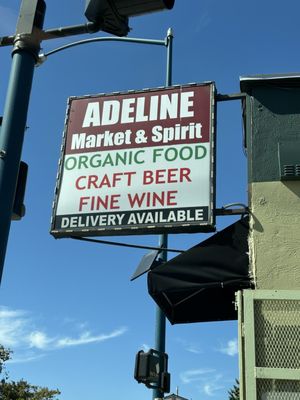 ADELINE
Market & Spirit
ORGANIC FOOD
CRAFT BEER
FINE WINE
DELIVERY AVAILABLE